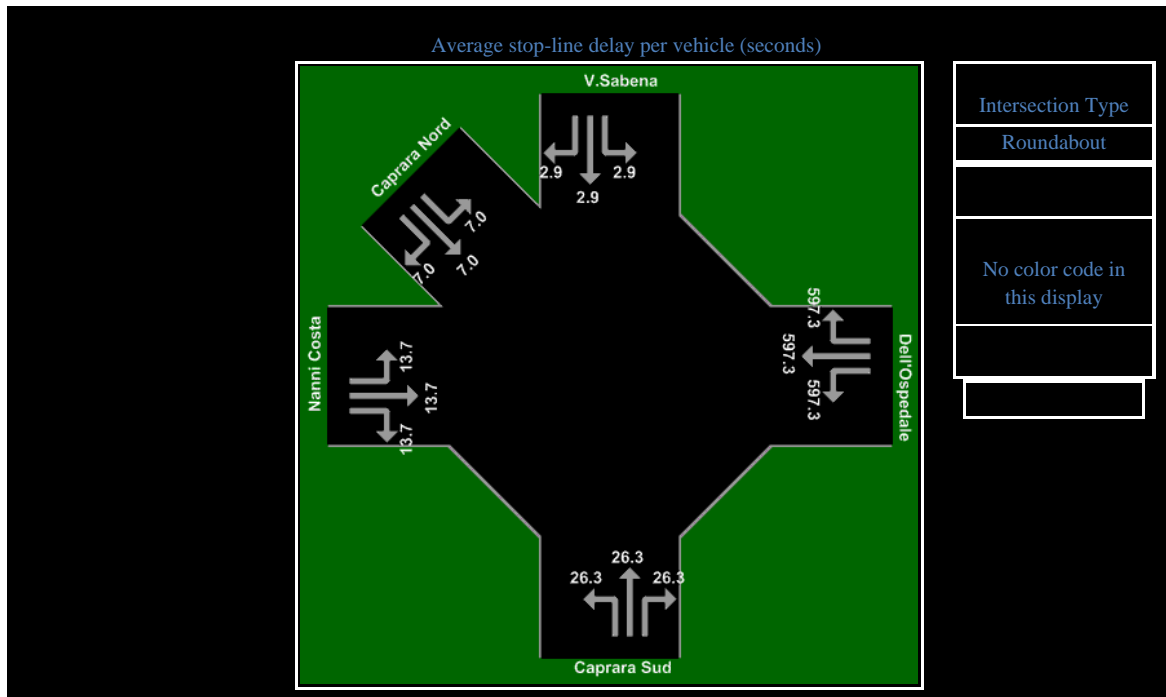 Average stop-line delay per vehicle (seconds)
V.Sabena
2.9
2.9
2.9
Caprara Nord
7.0
7.0
7.0
Nanni Costa
13.7
13.7
13.7
597.3
597.3
597.3
Dell'Ospedale
26.3
26.3
26.3
Caprara Sud
Intersection Type
Roundabout
No color code in
this display